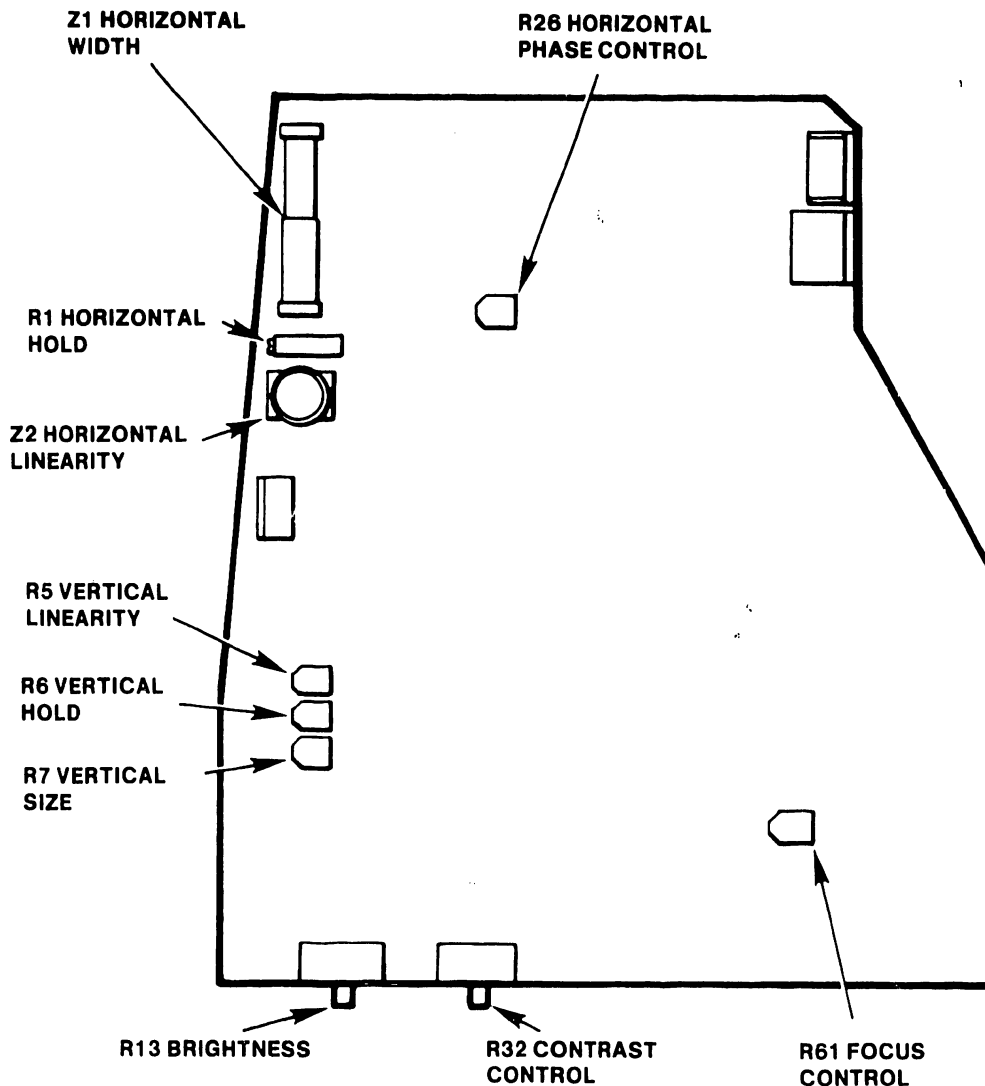 Z1 HORIZONTAL
WIDTH
R26 HORIZONTAL
PHASE CONTROL
R1 HORIZONTAL
HOLD
Z2 HORIZONTAL
LINEARITY
R5 VERTICAL
LINEARITY
R6 VERTICAL
HOLD
R7 VERTICAL
SIZE
R13 BRIGHTNESS
R32 CONTRAST
CONTROL
R61 FOCUS
CONTROL